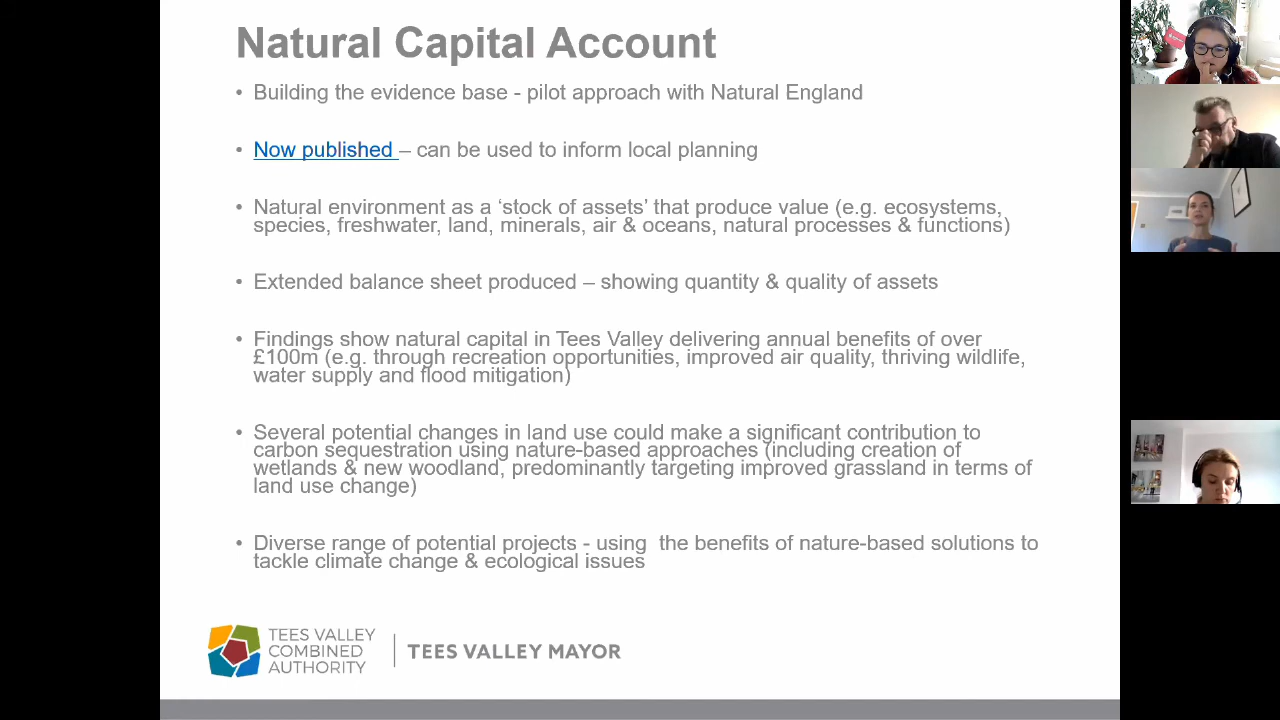 Natural Capital Account
• Building the evidence base - pilot approach with Natural England
• Now published – can be used to inform local planning
• Natural environment as a ‘stock of assets’ that produce value (e.g. ecosystems,
species, freshwater, land, minerals, air & oceans, natural processes & functions)
• Extended balance sheet produced – showing quantity & quality of assets
• Findings show natural capital in Tees Valley delivering annual benefits of over
£100m (e.g. through recreation opportunities, improved air quality, thriving wildlife,
water supply and flood mitigation)
• Several potential changes in land use could make a significant contribution to
carbon sequestration using nature-based approaches (including creation of
wetlands & new woodland, predominantly targeting improved grassland in terms of
land use change)
• Diverse range of potential projects - using  the benefits of nature-based solutions to
tackle climate change & ecological issues
TEES VALLEY
COMBINED
AUTHORITY
TEES VALLEY MAYOR